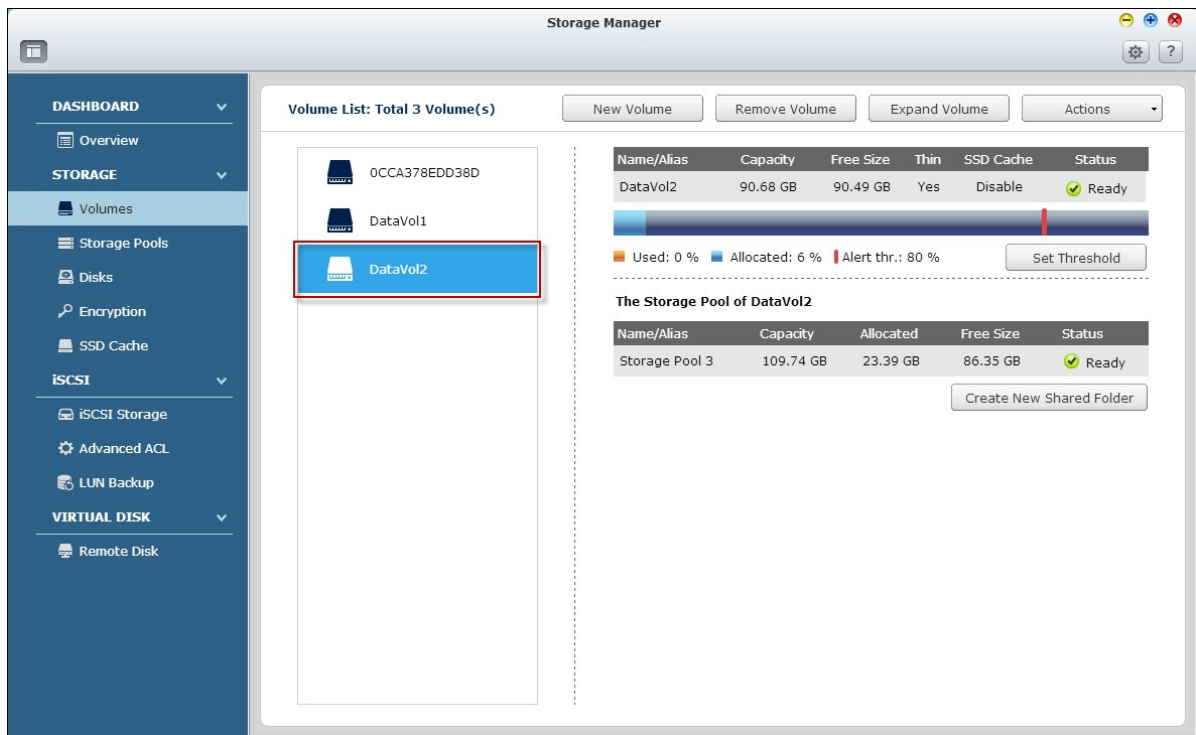 Storage Manager
?
DASHBOARD
Overview
STORAGE
Volumes
Storage Pools
Disks
Encryption
SSD Cache
iSCSI
iSCSI Storage
Advanced ACL
LUN Backup
VIRTUAL DISK
Remote Disk
Volume List: Total 3 Volume(s)
New Volume Remove Volume Expand Volume Actions
0CCA378EDD38D
DataVol1
DataVol2
Name/Alias Capacity Free Size Thin SSD Cache Status
DataVol2 90.68 GB 90.49 GB Yes Disable Ready
Used: 0 % Allocated: 6 % Alert thr.: 80 % Set Threshold
The Storage Pool of DataVol2
Name/Alias Capacity Allocated Free Size Status
Storage Pool 3 109.74 GB 23.39 GB 86.35 GB Ready
Create New Shared Folder